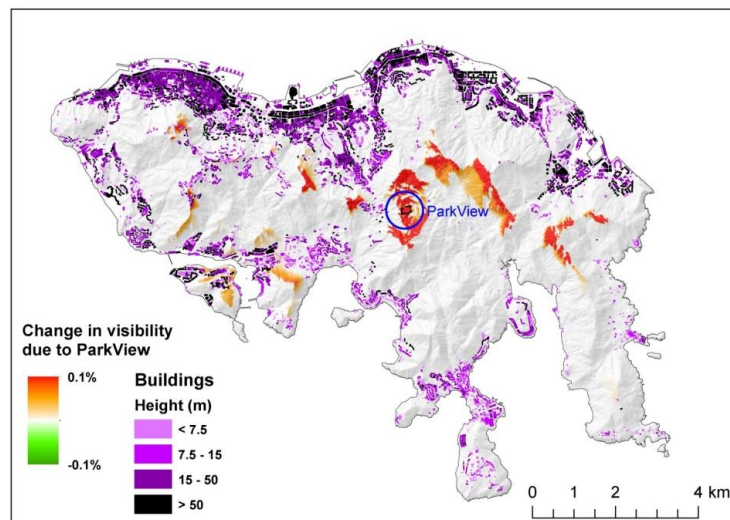 ParkView
Change in visibility
due to ParkView
0.1%
-0.1%
Buildings
Height (m)
< 7.5
7.5 - 15
15 - 50
> 50
0 1 2 4 km